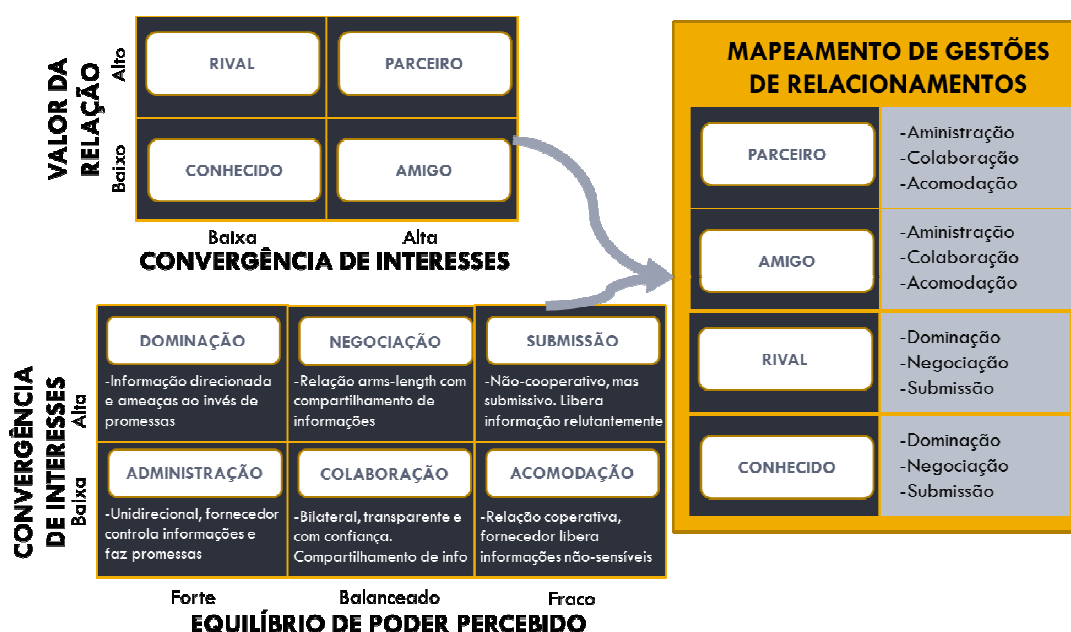 VALOR DA
RELAÇÃO
Alto
Baixo
RIVAL
PARCEIRO
CONHECIDO
AMIGO
Baixa
Alta
CONVERGÊNCIA DE INTERESSES
CONVERGÊNCIA
DE INTERESSES
Alta
Baixa
DOMINAÇÃO
-Informação direcionada
e ameaças ao invés de
promessas
NEGOCIAÇÃO
-Relação arms-length com
compartilhamento de
informações
SUBMISSÃO
-Não-cooperativo, mas
submissivo. Libera
informação relutantemente
ADMINISTRAÇÃO
-Unidirecional, fornecedor
controla informações e
faz promessas
COLABORAÇÃO
-Bilateral, transparente e
com confiança.
Compartilhamento de info
ACOMODAÇÃO
-Relação coperativa,
fornecedor libera
informações não-sensíveis
Forte
Balanceado
Fraco
EQUILÍBRIO DE PODER PERCEBIDO
MAPEAMENTO DE GESTÕES
DE RELACIONAMENTOS
PARCEIRO
-Aministração
-Colaboração
-Acomodação
AMIGO
-Aministração
-Colaboração
-Acomodação
RIVAL
-Dominação
-Negociação
-Submissão
CONHECIDO
-Dominação
-Negociação
-Submissão